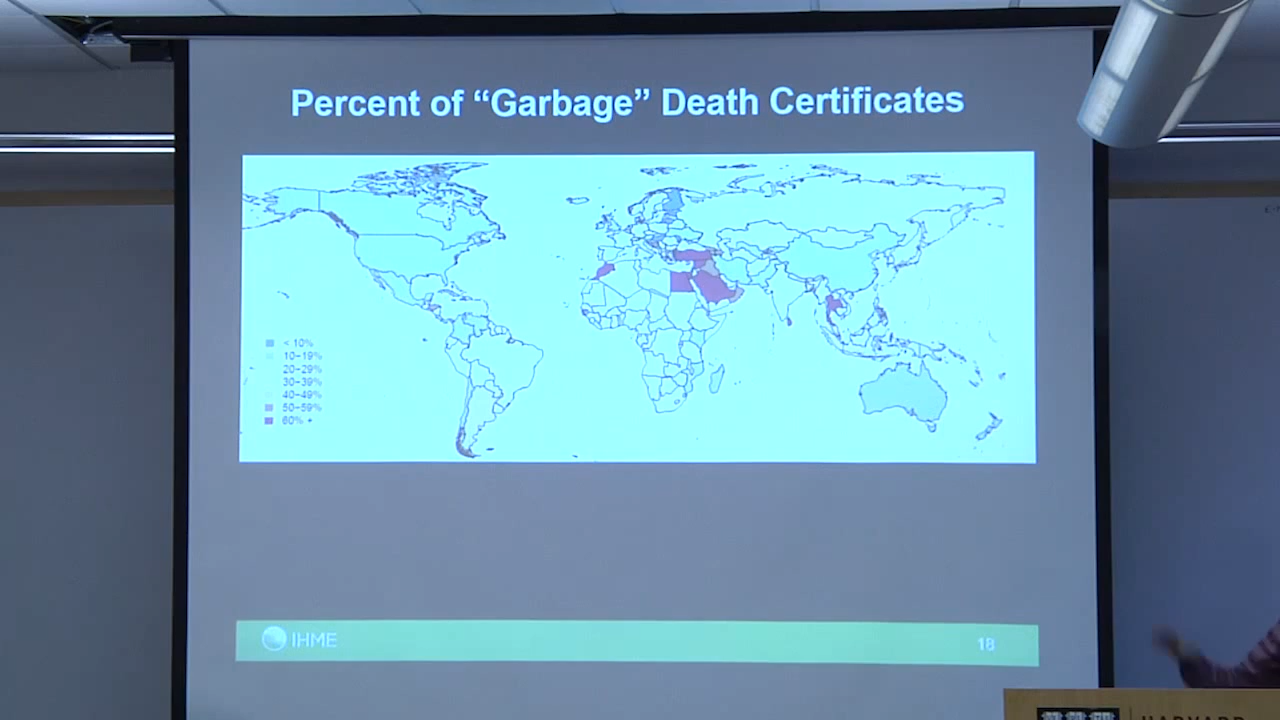 Percent of “Garbage” Death Certificates
< 10%
10–19%
20–29%
30–39%
40–49%
50–59%
60% +
IHME
18
HARVARD